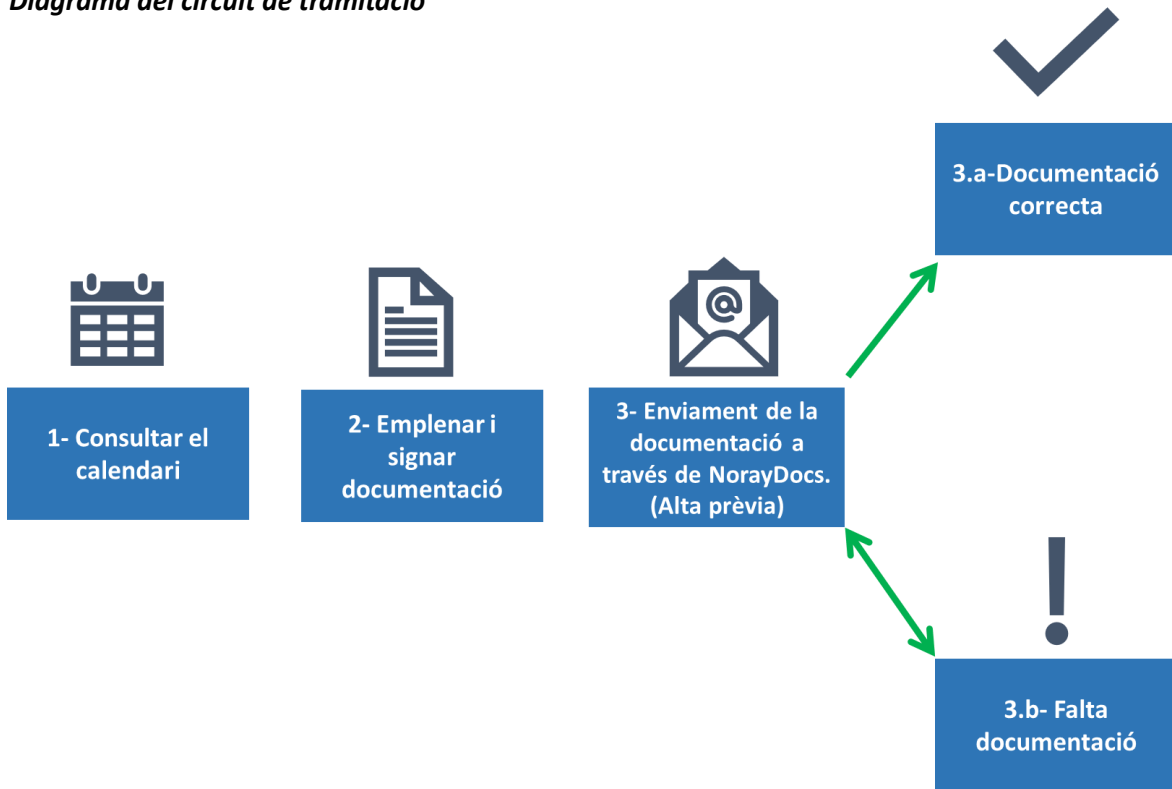 Diagrama del circuit de tramitació
3.a-Documentació
correcta
1- Consultar el
calendari
2- Emplenar i
signar
documentació
@
3- Enviament de la
documentació a
través de NorayDocs.
(Alta prèvia)
3.b- Falta
documentació